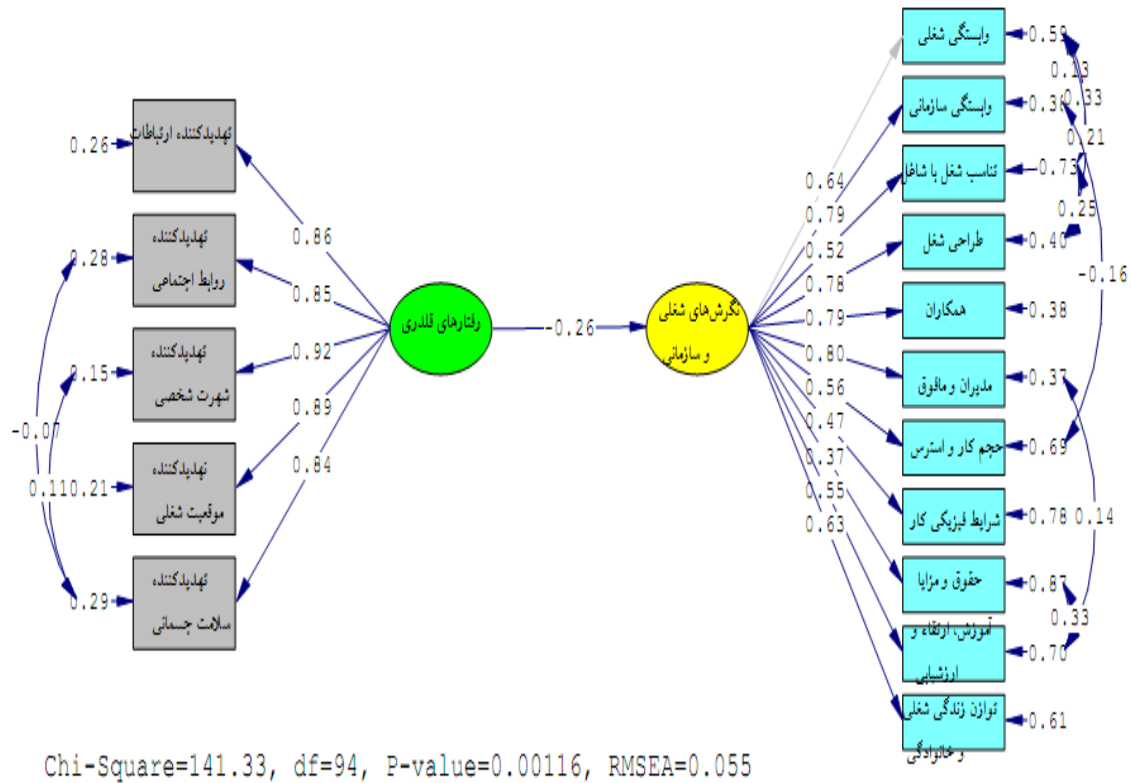 تهدیدکننده ارتباطات
تهدیدکننده
روابط اجتماعی
تهدیدکننده
شهرت شخصی
تهدیدکننده
موقعیت شغلی
تهدیدکننده
سلامت جسمانی
0.26
0.28
0.15
0.21
0.29
-0.07
0.11
0.86
0.85
0.92
0.89
0.84
رفتارهای قلدری
-0.26
نگرش‌های شغلی
و سازمانی
0.64
0.79
0.52
0.78
0.79
0.80
0.56
0.47
0.37
0.55
0.63
وابستگی شغلی
وابستگی سازمانی
تناسب شغل با شاغل
طراحی شغل
همکاران
مدیران و مافوق
حجم کار و استرس
شرایط فیزیکی کار
حقوق و مزایا
آموزش، ارتقاء و
ارزشیابی
توازن زندگی شغلی
و خانوادگی
0.59
0.38
0.73
0.40
0.38
0.37
0.69
0.78
0.87
0.70
0.61
0.13
0.33
0.21
0.25
-0.16
0.14
0.33
Chi-Square=141.33, df=94, P-value=0.00116, RMSEA=0.055